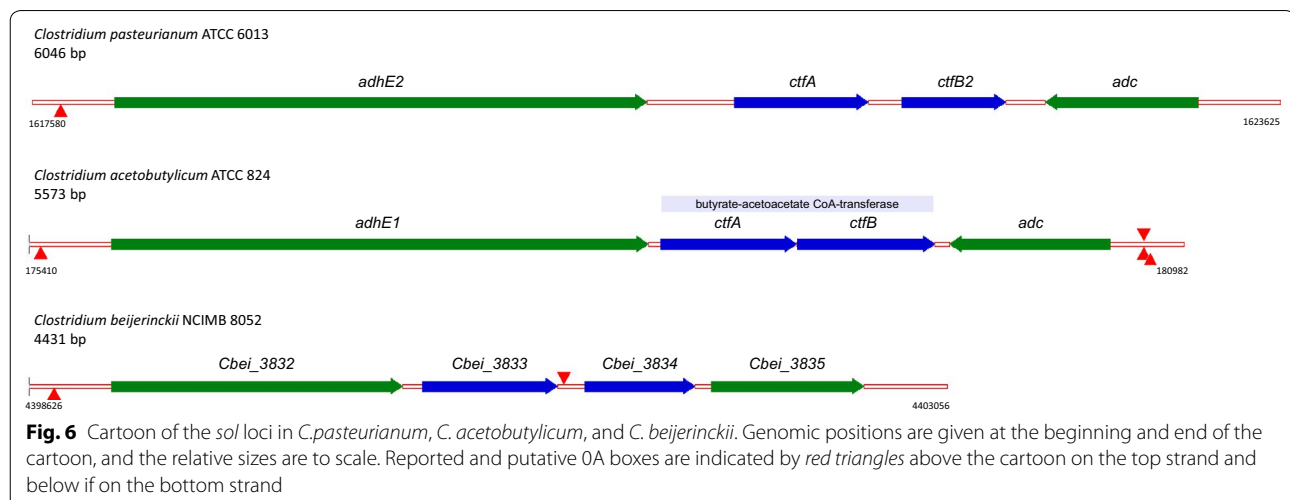 Clostridium pasteurianum ATCC 6013
6046 bp
adhE2 ctfA ctfB2 adc
1617580 1623625
Clostridium acetobutylicum ATCC 824
5573 bp
butyrate-acetoacetate CoA-transferase
adhE1 ctfA ctfB adc
175410 180982
Clostridium beijerinckii NCIMB 8052
4431 bp
Cbei_3832 Cbei_3833 Cbei_3834 Cbei_3835
4398626 4403056
Fig. 6 Cartoon of the sol loci in C.pasteurianum, C. acetobutylicum, and C. beijerinckii. Genomic positions are given at the beginning and end of the
cartoon, and the relative sizes are to scale. Reported and putative 0A boxes are indicated by red triangles above the cartoon on the top strand and
below if on the bottom strand